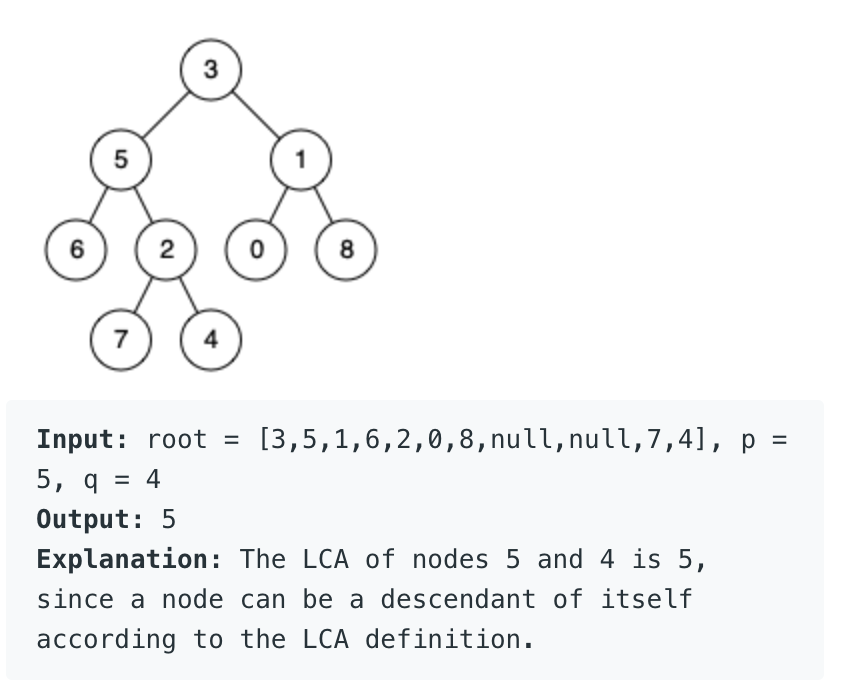 3
5 1
6 2 0 8
7 4
Input: root = [3,5,1,6,2,0,8,null,null,7,4], p =
5, q = 4
Output: 5
Explanation: The LCA of nodes 5 and 4 is 5,
since a node can be a descendant of itself
according to the LCA definition.